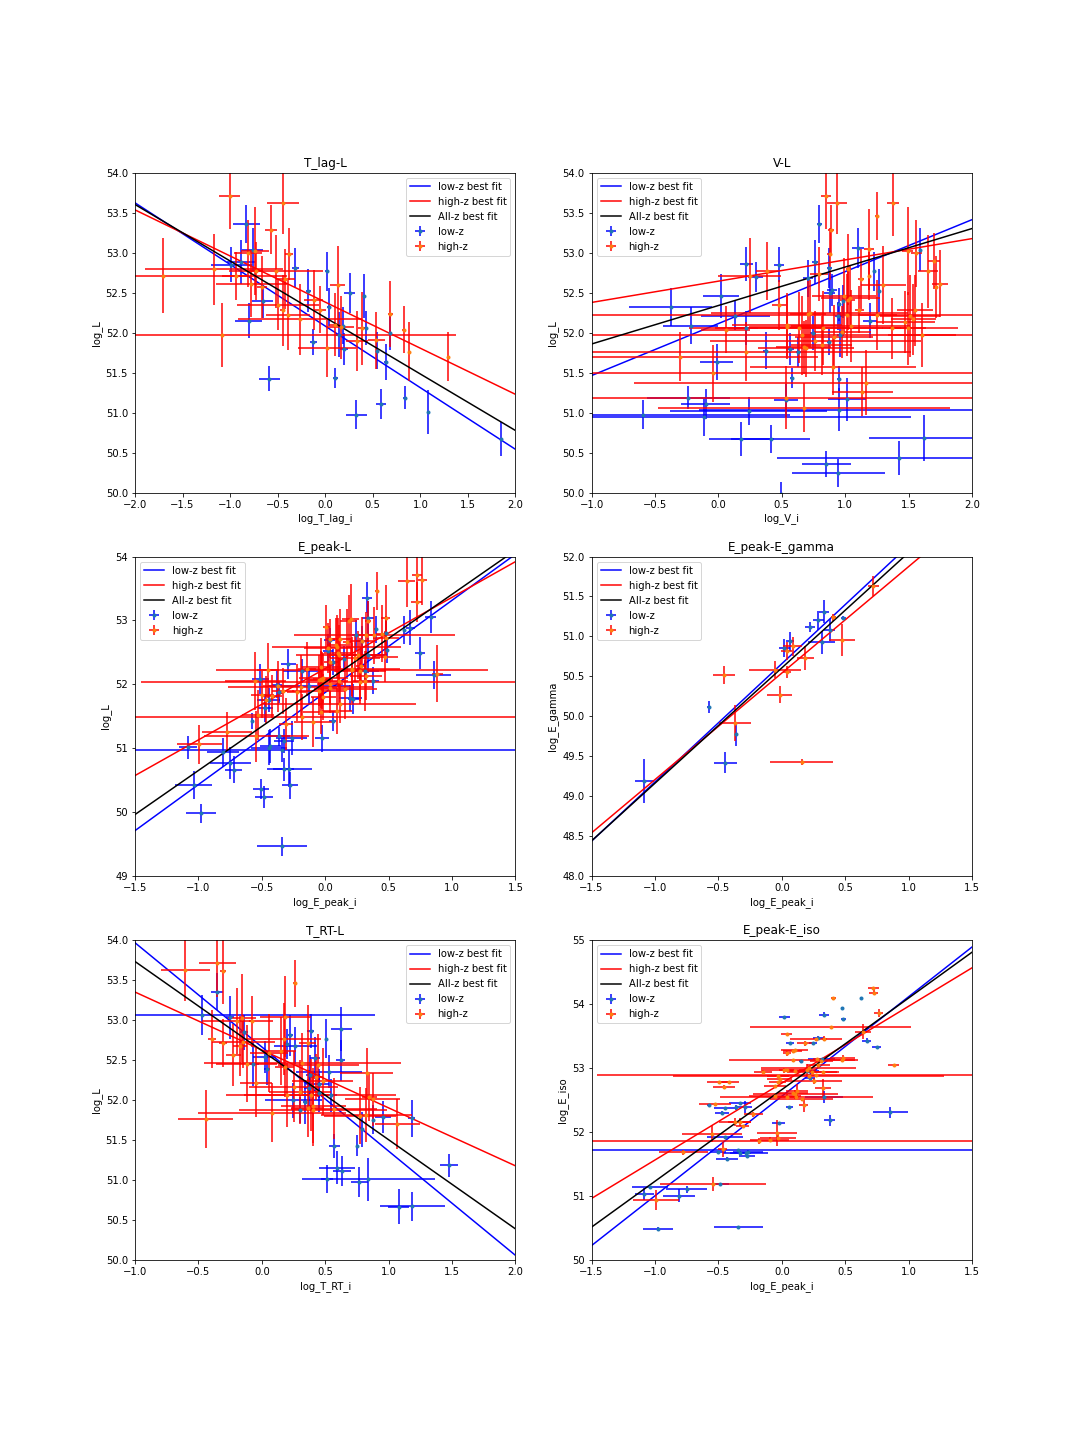 T_lag-L
54.0
53.5
53.0
52.5
52.0
51.5
51.0
50.5
50.0
log_L
−2.0 −1.5 −1.0 −0.5 0.0 0.5 1.0 1.5 2.0
log_T_lag_i
low-z best fit
high-z best fit
All-z best fit
low-z
high-z
V-L
54.0
53.5
53.0
52.5
52.0
51.5
51.0
50.5
50.0
log_L
−1.0 −0.5 0.0 0.5 1.0 1.5 2.0
log_V_i
low-z best fit
high-z best fit
All-z best fit
low-z
high-z
E_peak-L
54
53
52
51
50
49
log_L
−1.5 −1.0 −0.5 0.0 0.5 1.0 1.5
log_E_peak_i
low-z best fit
high-z best fit
All-z best fit
low-z
high-z
E_peak-E_gamma
52.0
51.5
51.0
50.5
50.0
49.5
49.0
48.5
48.0
log_E_gamma
−1.5 −1.0 −0.5 0.0 0.5 1.0 1.5
log_E_peak_i
low-z best fit
high-z best fit
All-z best fit
low-z
high-z
T_RT-L
54.0
53.5
53.0
52.5
52.0
51.5
51.0
50.5
50.0
log_L
−1.0 −0.5 0.0 0.5 1.0 1.5 2.0
log_T_RT_i
low-z best fit
high-z best fit
All-z best fit
low-z
high-z
E_peak-E_iso
55
54
53
52
51
50
log_E_iso
−1.5 −1.0 −0.5 0.0 0.5 1.0 1.5
log_E_peak_i
low-z best fit
high-z best fit
All-z best fit
low-z
high-z